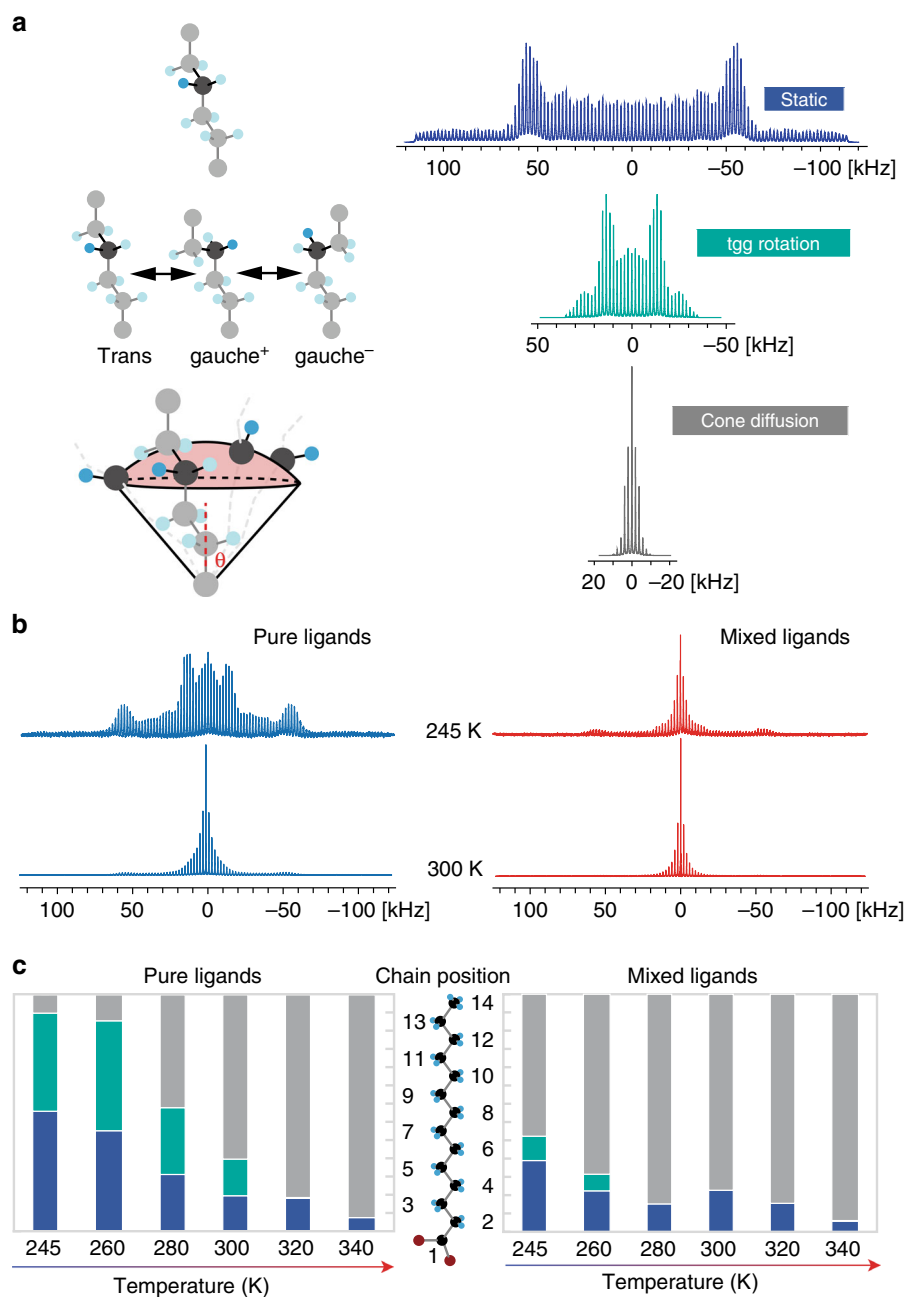 a
Static
100 50 0 −50 −100 [kHz]
tgg rotation
50 0 −50 [kHz]
Trans gauche⁺ gauche⁻
Cone diffusion
θ
20 0 −20 [kHz]
b
Pure ligands Mixed ligands
245 K
300 K
100 50 0 −50 −100 [kHz] 100 50 0 −50 −100 [kHz]
c
Pure ligands Chain position Mixed ligands
14
13
12
11
10
9
8
7
6
5
4
3
2
1
245 260 280 300 320 340 245 260 280 300 320 340
Temperature (K) Temperature (K)